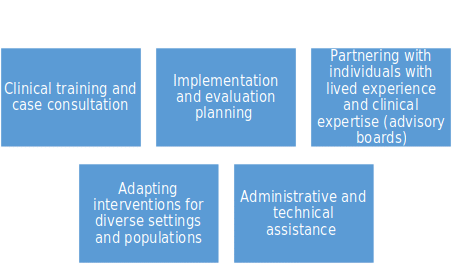 Clinical training and
case consultation
Implementation
and evaluation
planning
Partnering with
individuals with
lived experience
and clinical
expertise (advisory
boards)
Adapting
interventions for
diverse settings
and populations
Administrative and
technical
assistance